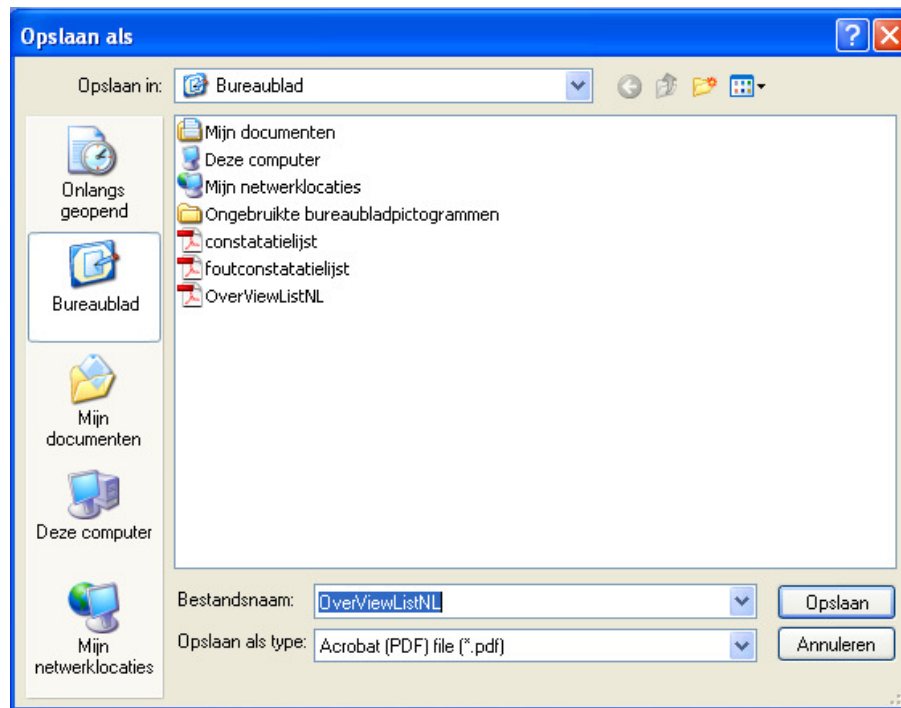 Opslaan als
Opslaan in:
Bureaublad
Onlangs
geopend
Bureaublad
Mijn
documenten
Deze computer
Mijn
netwerklocaties
Mijn documenten
Deze computer
Mijn netwerklocaties
Ongebruikte bureaubladpictogrammen
constatatielijst
foutconstatatielijst
OverViewListNL
Bestandsnaam:
OverViewListNL
Opslaan
Opslaan als type:
Acrobat (PDF) file (*.pdf)
Annuleren